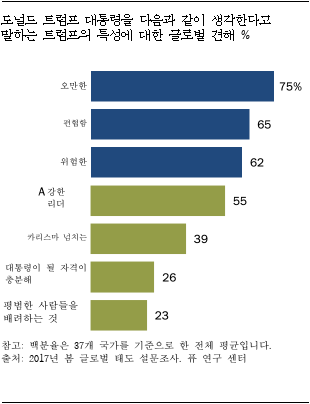 도널드 트럼프 대통령을 다음과 같이 생각한다고
말하는 트럼프의 특성에 대한 글로벌 견해 %
오만한 75%
편협함 65
위험한 62
A 강한
리더 55
카리스마 넘치는 39
대통령이 될 자격이
충분해 26
평범한 사람들을
배려하는 것 23
참고: 백분율은 37개 국가를 기준으로 한 전체 평균입니다.
출처: 2017년 봄 글로벌 태도 설문조사. 퓨 연구 센터